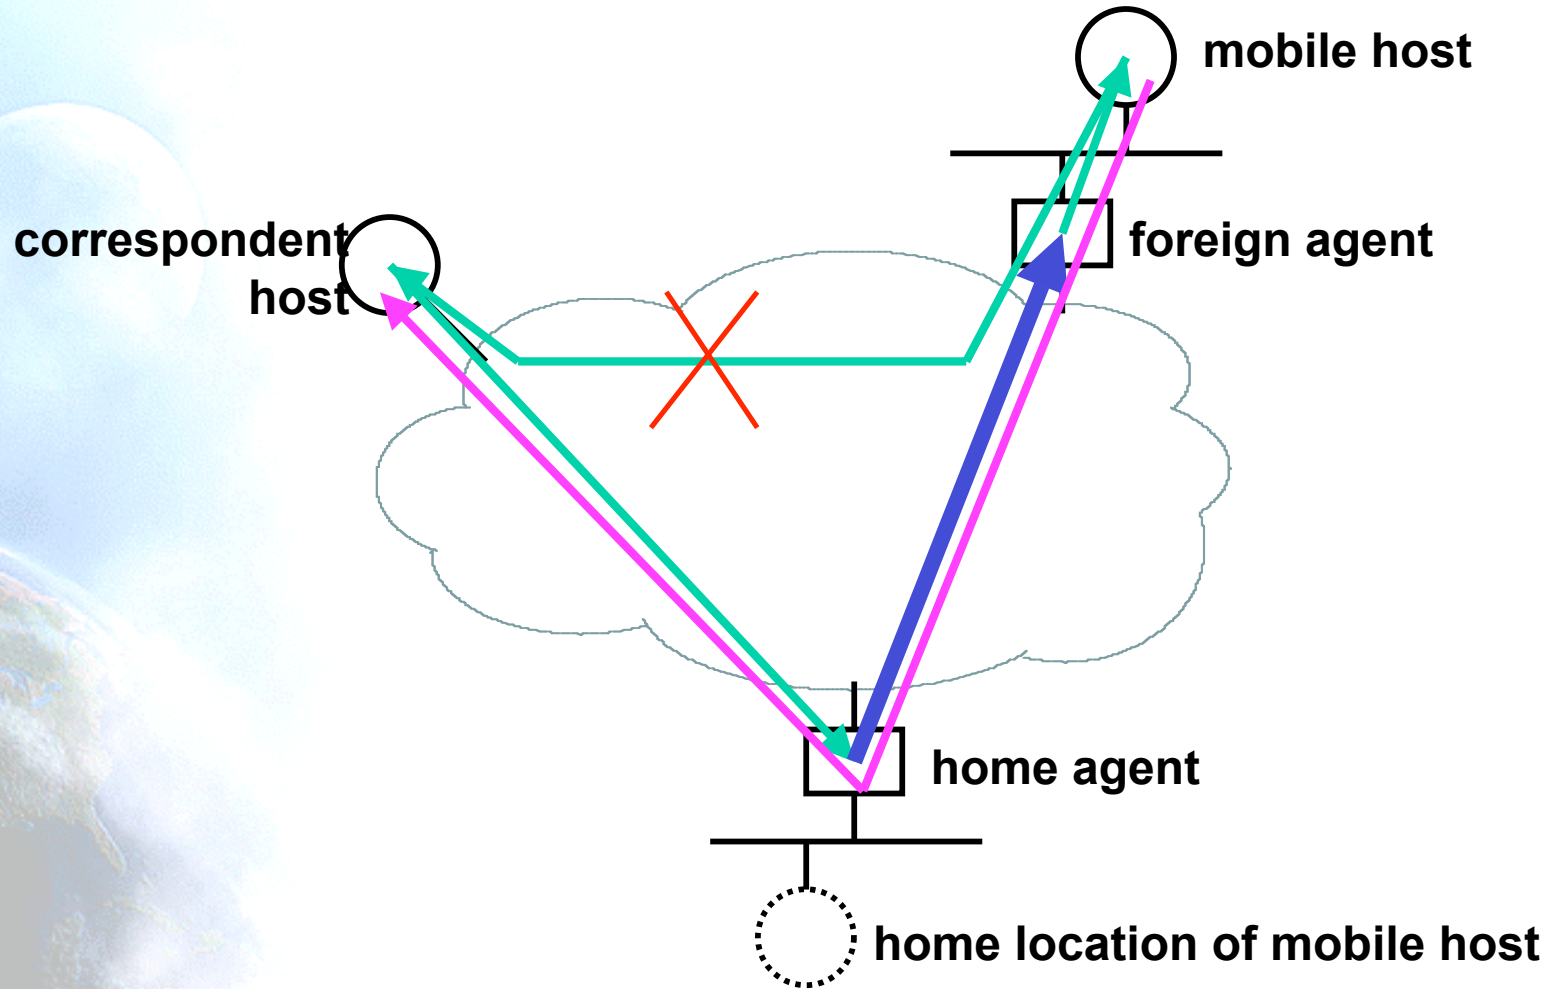 mobile host
correspondent
host
foreign agent
home agent
home location of mobile host